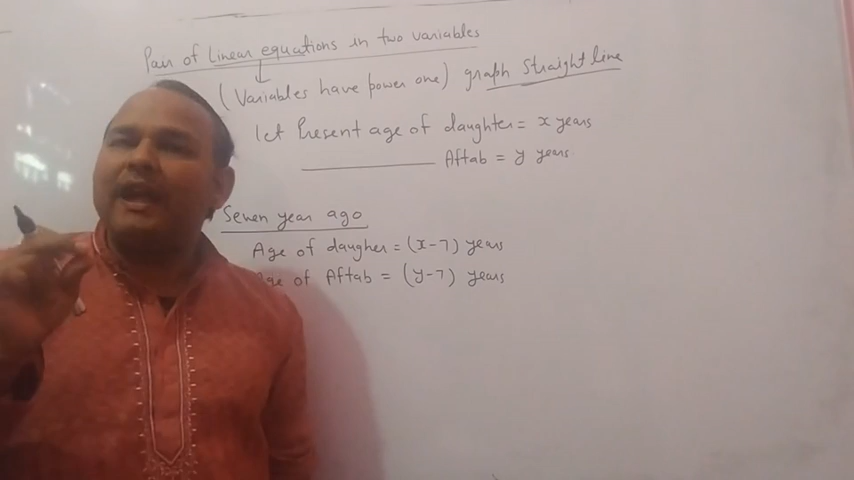 Pair of Linear equations in two variables
(Variables have power one) graph Straight line
let Present age of daughter = x years
Aftab = y years
Seven year ago
Age of daugher = (x-7) years
Age of Aftab = (y-7) years